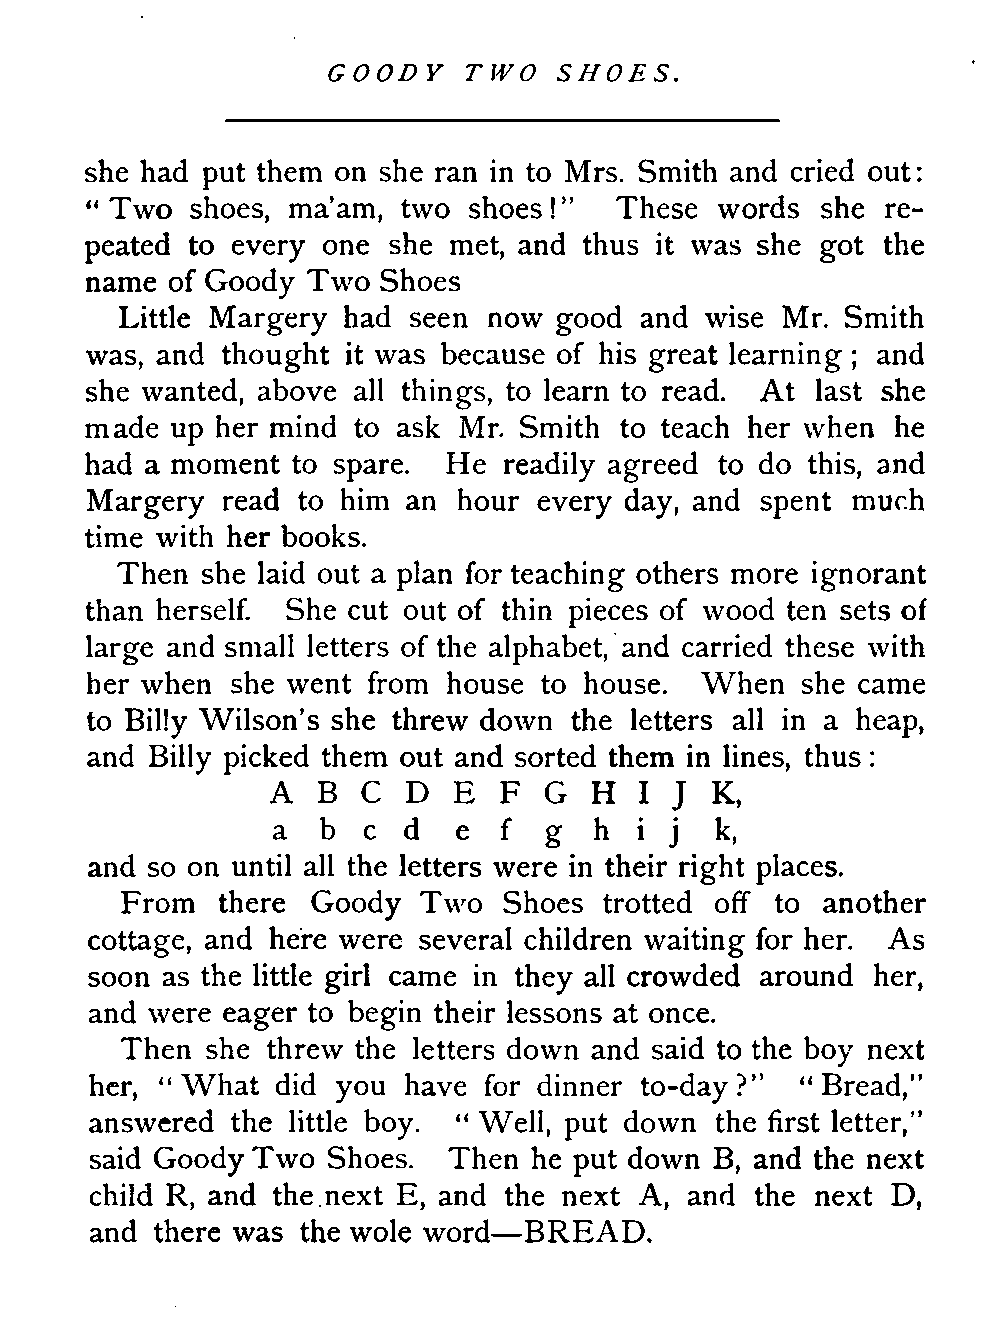 GOODY TWO SHOES.
she had put them on she ran in to Mrs. Smith and cried out:
“Two shoes, ma'am, two shoes!” These words she re-
peated to every one she met, and thus it was she got the
name of Goody Two Shoes
Little Margery had seen now good and wise Mr. Smith
was, and thought it was because of his great learning; and
she wanted, above all things, to learn to read. At last she
made up her mind to ask Mr. Smith to teach her when he
had a moment to spare. He readily agreed to do this, and
Margery read to him an hour every day, and spent much
time with her books.
Then she laid out a plan for teaching others more ignorant
than herself. She cut out of thin pieces of wood ten sets of
large and small letters of the alphabet, and carried these with
her when she went from house to house. When she came
to Billy Wilson's she threw down the letters all in a heap,
and Billy picked them out and sorted them in lines, thus:
A B C D E F G H I J K,
a b c d e f g h i j k,
and so on until all the letters were in their right places.
From there Goody Two Shoes trotted off to another
cottage, and here were several children waiting for her. As
soon as the little girl came in they all crowded around her,
and were eager to begin their lessons at once.
Then she threw the letters down and said to the boy next
her, “What did you have for dinner to-day?” “Bread,”
answered the little boy. “Well, put down the first letter,”
said Goody Two Shoes. Then he put down B, and the next
child R, and the next E, and the next A, and the next D,
and there was the wole word—BREAD.